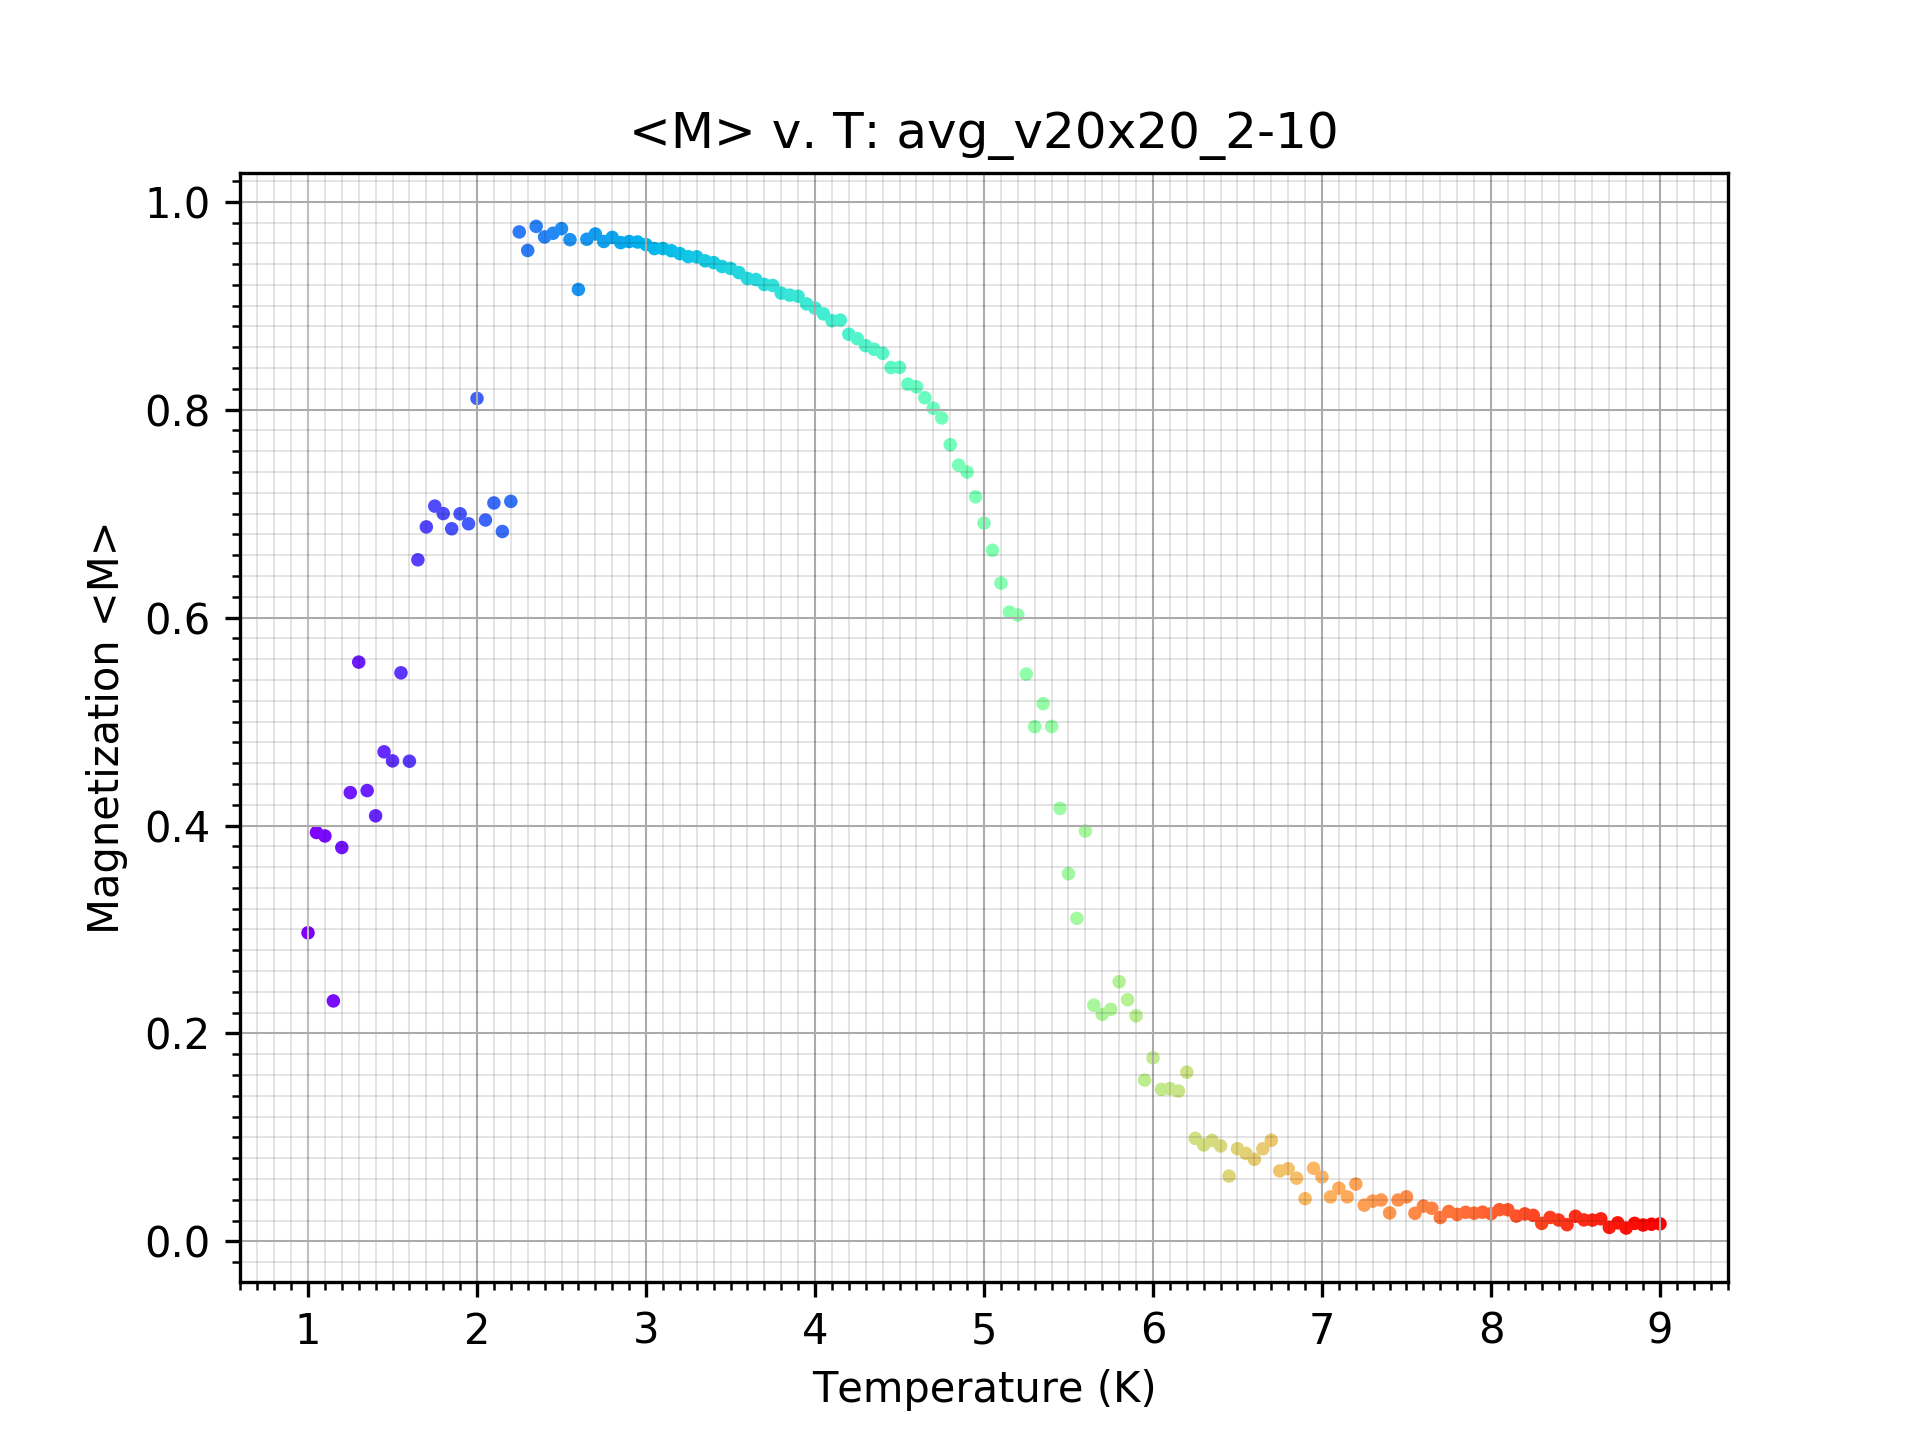 <M> v. T: avg_v20x20_2-10
1.0
0.8
0.6
0.4
0.2
0.0
Magnetization <M>
1 2 3 4 5 6 7 8 9
Temperature (K)